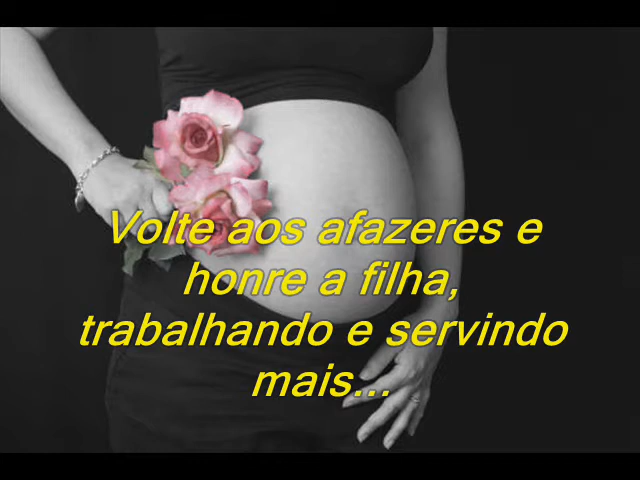 Volte aos afazeres e
honre a filha,
trabalhando e servindo
mais...